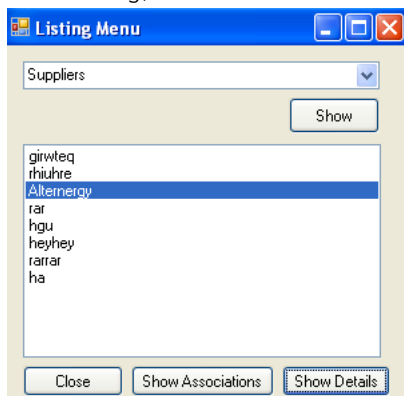 Listing Menu
Suppliers
Show
girwteq
rhiuhre
Alternergy
rar
hgu
heyhey
rarrar
ha
Close Show Associations Show Details